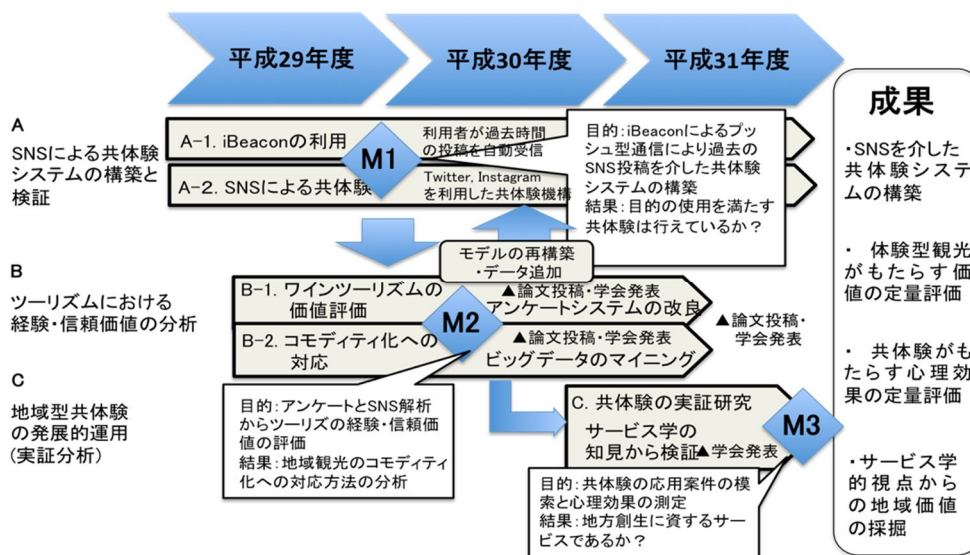 平成29年度
平成30年度
平成31年度
A
SNSによる共体験
システムの構築と
検証
A-1. iBeaconの利用
利用者が過去時間
の投稿を自動受信
M1
A-2. SNSによる共体験
Twitter, Instagram
を利用した共体験機構
目的：iBeaconによるプッ
シュ型通信により過去の
SNS投稿を介した共体験
システムの構築
結果：目的の使用を満たす
共体験は行えているか？
モデルの再構築
・データ追加
B
ツーリズムにおける
経験・信頼価値の分析
B-1. ワインツーリズムの
価値評価
▲論文投稿・学会発表
アンケートシステムの改良
M2
B-2. コモディティ化への
対応
▲論文投稿・学会発表
ビッグデータのマイニング
▲論文投稿・
学会発表
目的：アンケートとSNS解析
からツーリズの経験・信頼価
値の評価
結果：地域観光のコモディティ
化への対応方法の分析
C
地域型共体験
の発展的運用
(実証分析)
C. 共体験の実証研究
サービス学の
知見から検証
▲学会発表
M3
目的：共体験の応用案件の模
索と心理効果の測定
結果：地方創生に資するサー
ビスであるか？
成果
・SNSを介した
共体験システ
ムの構築
・ 体験型観光
がもたらす価
値の定量評価
・ 共体験がも
たらす心理効
果の定量評価
・サービス学
的視点から
の地域価値
の採掘